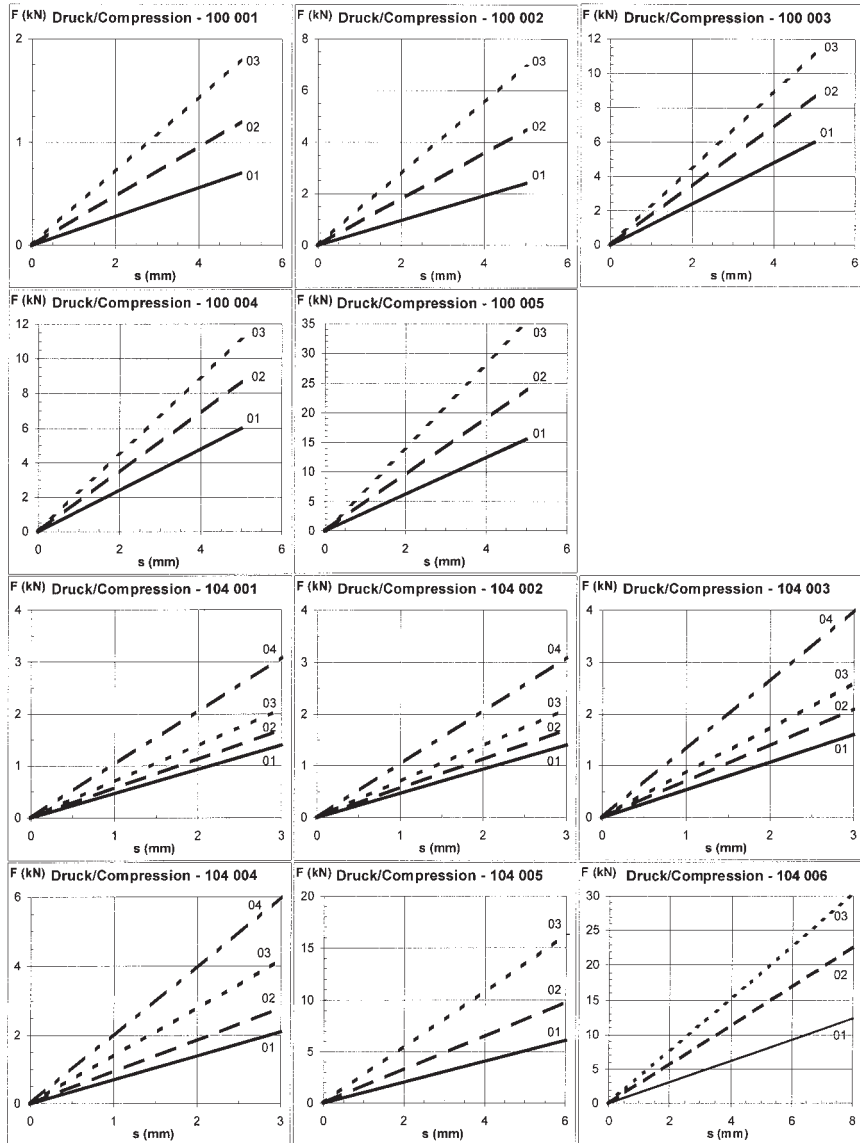 F (kN) Druck/Compression - 100 001
2
1
0
03
02
01
0 2 4 6
s (mm)
F (kN) Druck/Compression - 100 002
8
6
4
2
0
03
02
01
0 2 4 6
s (mm)
F (kN) Druck/Compression - 100 003
12
10
8
6
4
2
0
03
02
01
0 2 4 6
s (mm)
F (kN) Druck/Compression - 100 004
12
10
8
6
4
2
0
03
02
01
0 2 4 6
s (mm)
F (kN) Druck/Compression - 100 005
35
30
25
20
15
10
5
0
03
02
01
0 2 4 6
s (mm)
F (kN) Druck/Compression - 104 001
4
3
2
1
0
04
03
02
01
0 1 2 3
s (mm)
F (kN) Druck/Compression - 104 002
4
3
2
1
0
04
03
02
01
0 1 2 3
s (mm)
F (kN) Druck/Compression - 104 003
4
3
2
1
0
04
03
02
01
0 1 2 3
s (mm)
F (kN) Druck/Compression - 104 004
6
4
2
0
04
03
02
01
0 1 2 3
s (mm)
F (kN) Druck/Compression - 104 005
20
15
10
5
0
03
02
01
0 2 4 6
s (mm)
F (kN) Druck/Compression - 104 006
30
25
20
15
10
5
0
03
02
01
0 2 4 6 8
s (mm)